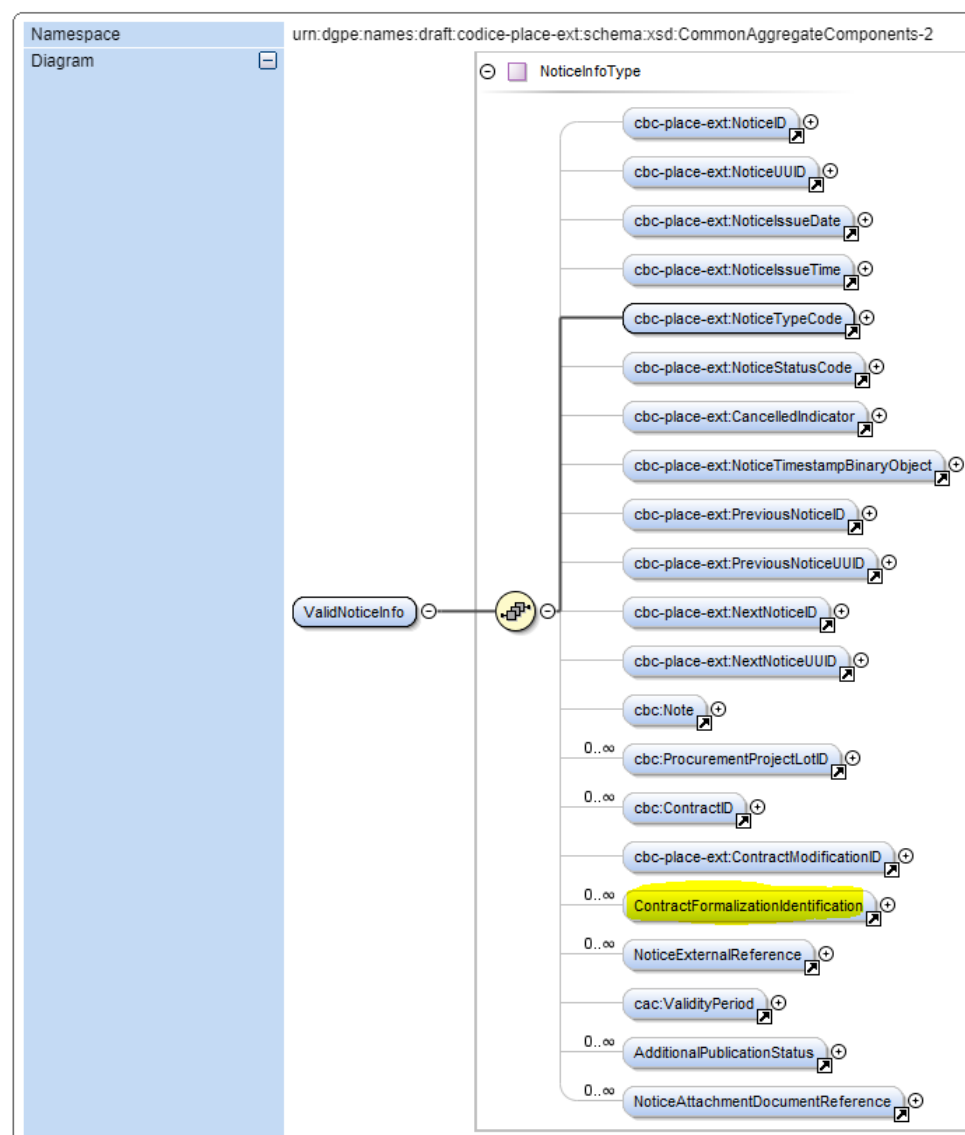 Namespace urn:dgpe:names:draft:codice-place-ext:schema:xsd:CommonAggregateComponents-2
Diagram
NoticeInfoType
cbc-place-ext:NoticeID
cbc-place-ext:NoticeUUID
cbc-place-ext:NoticeIssueDate
cbc-place-ext:NoticeIssueTime
cbc-place-ext:NoticeTypeCode
cbc-place-ext:NoticeStatusCode
cbc-place-ext:CancelledIndicator
cbc-place-ext:NoticeTimestampBinaryObject
cbc-place-ext:PreviousNoticeID
cbc-place-ext:PreviousNoticeUUID
ValidNoticeInfo
cbc-place-ext:NextNoticeID
cbc-place-ext:NextNoticeUUID
cbc:Note
0..∞ cbc:ProcurementProjectLotID
0..∞ cbc:ContractID
cbc-place-ext:ContractModificationID
0..∞ ContractFormalizationIdentification
0..∞ NoticeExternalReference
cac:ValidityPeriod
0..∞ AdditionalPublicationStatus
0..∞ NoticeAttachmentDocumentReference